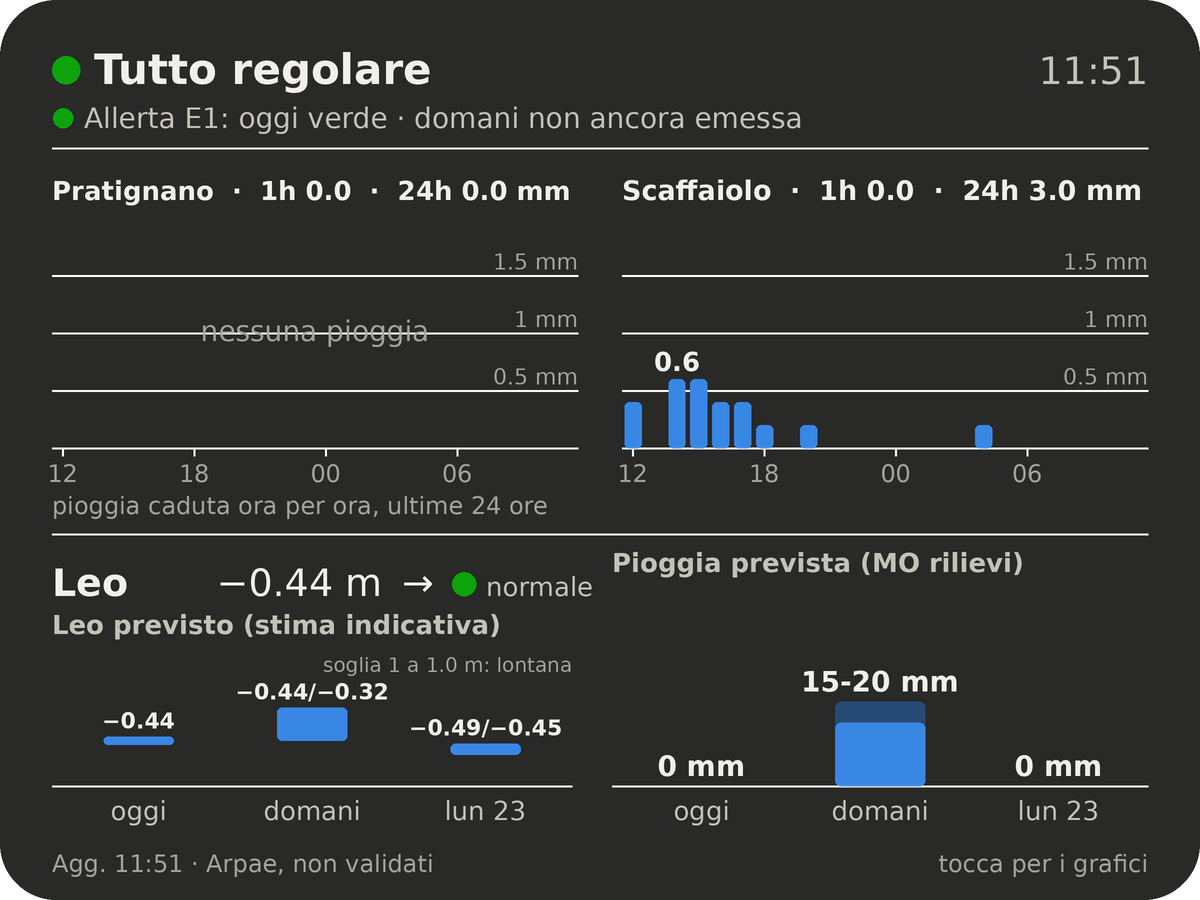 Tutto regolare 11:51
Allerta E1: oggi verde · domani non ancora emessa
Pratignano · 1h 0.0 · 24h 0.0 mm
1.5 mm
nessuna pioggia 1 mm
0.5 mm
12 18 00 06
pioggia caduta ora per ora, ultime 24 ore
Scaffaiolo · 1h 0.0 · 24h 3.0 mm
1.5 mm
1 mm
0.6
0.5 mm
12 18 00 06
Leo −0.44 m → normale
Leo previsto (stima indicativa)
soglia 1 a 1.0 m: lontana
−0.44 −0.44/−0.32 −0.49/−0.45
oggi domani lun 23
Pioggia prevista (MO rilievi)
0 mm 15-20 mm 0 mm
oggi domani lun 23
Agg. 11:51 · Arpae, non validati
tocca per i grafici